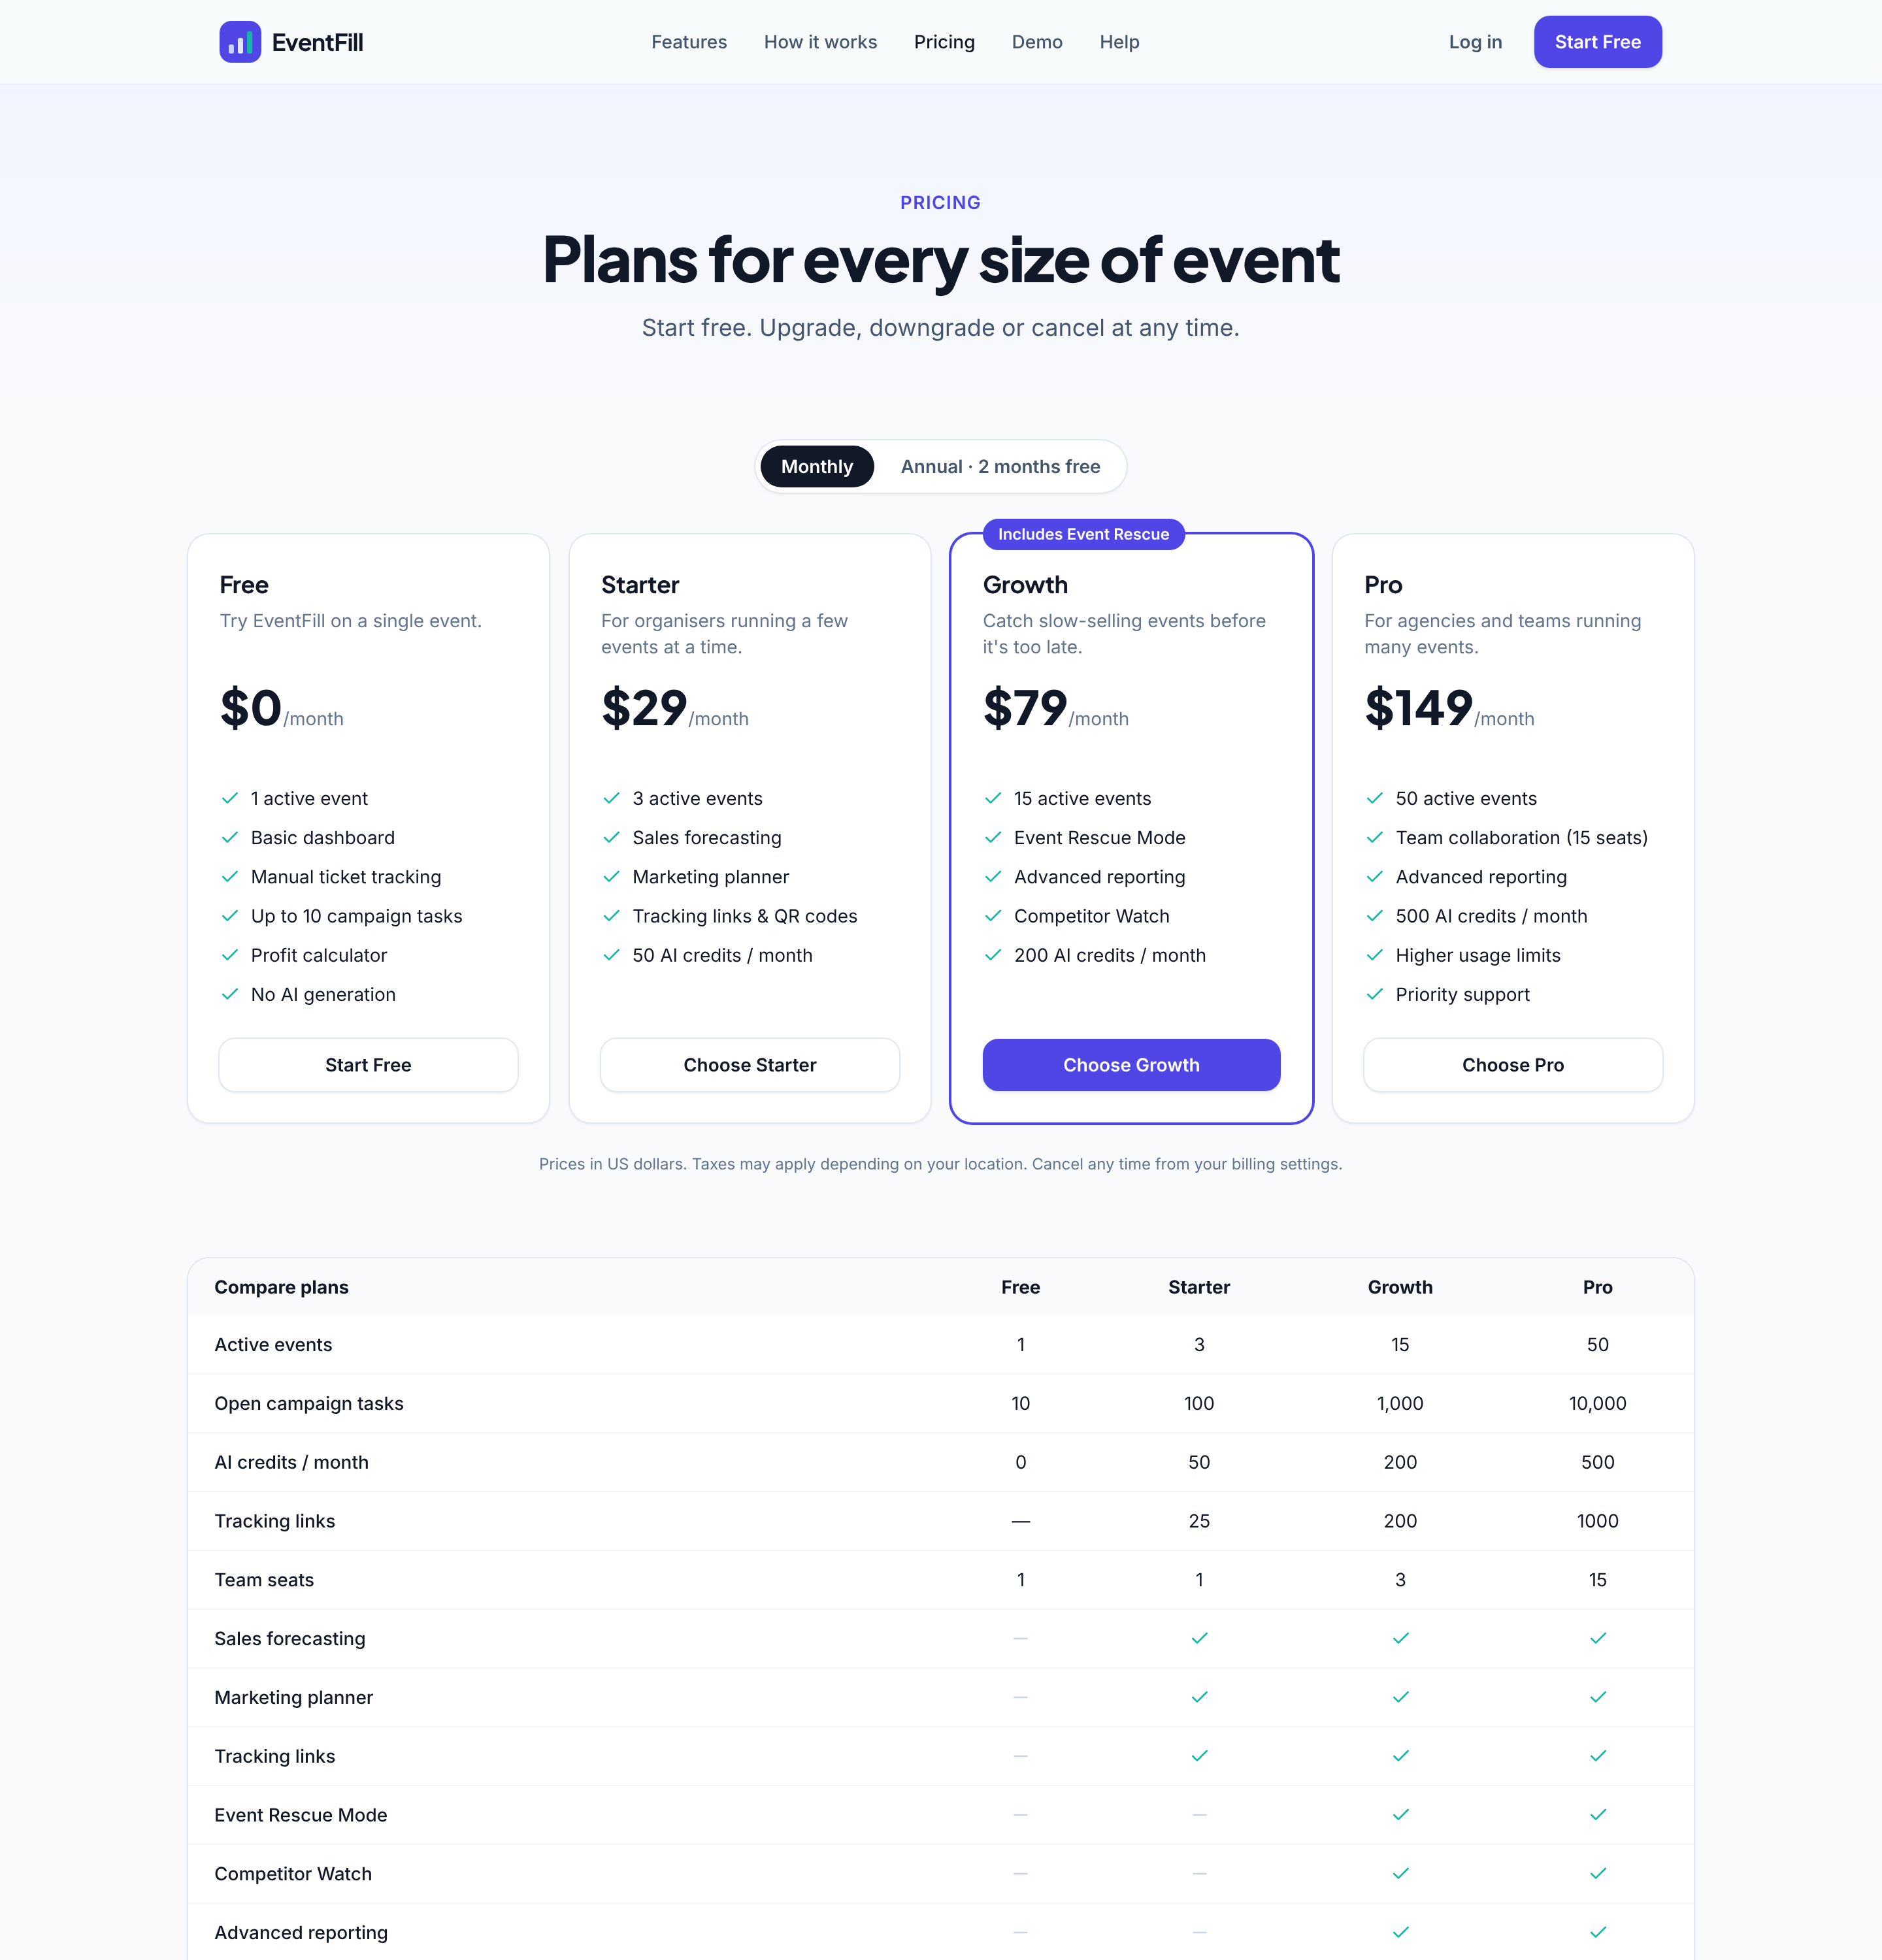 EventFill
Features
How it works
Pricing
Demo
Help
Log in
Start Free
PRICING
Plans for every size of event
Start free. Upgrade, downgrade or cancel at any time.
Monthly
Annual · 2 months free
Free
Try EventFill on a single event.
$0/month
1 active event
Basic dashboard
Manual ticket tracking
Up to 10 campaign tasks
Profit calculator
No AI generation
Start Free
Starter
For organisers running a few
events at a time.
$29/month
3 active events
Sales forecasting
Marketing planner
Tracking links & QR codes
50 AI credits / month
Choose Starter
Includes Event Rescue
Growth
Catch slow-selling events before
it's too late.
$79/month
15 active events
Event Rescue Mode
Advanced reporting
Competitor Watch
200 AI credits / month
Choose Growth
Pro
For agencies and teams running
many events.
$149/month
50 active events
Team collaboration (15 seats)
Advanced reporting
500 AI credits / month
Higher usage limits
Priority support
Choose Pro
Prices in US dollars. Taxes may apply depending on your location. Cancel any time from your billing settings.
Compare plans Free Starter Growth Pro
Active events 1 3 15 50
Open campaign tasks 10 100 1,000 10,000
AI credits / month 0 50 200 500
Tracking links — 25 200 1000
Team seats 1 1 3 15
Sales forecasting —
Marketing planner —
Tracking links —
Event Rescue Mode — —
Competitor Watch — —
Advanced reporting — —